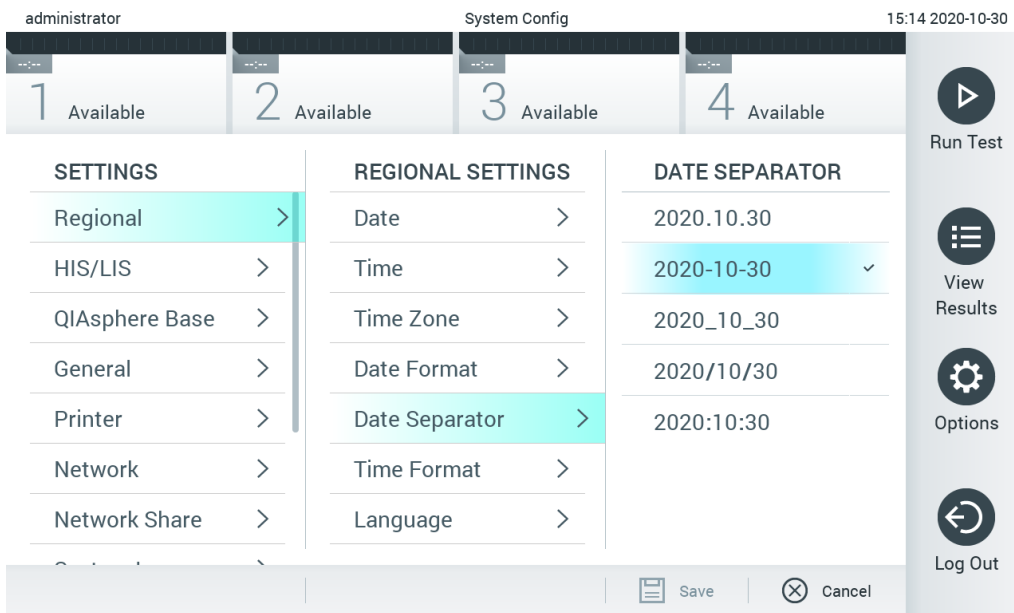 administrator
System Config
15:14 2020-10-30
--:--
--:--
--:--
--:--
1 Available
2 Available
3 Available
4 Available
Run Test
View
Results
Options
Log Out
SETTINGS
Regional
HIS/LIS
QIAsphere Base
General
Printer
Network
Network Share
REGIONAL SETTINGS
Date
Time
Time Zone
Date Format
Date Separator
Time Format
Language
DATE SEPARATOR
2020.10.30
2020-10-30
2020_10_30
2020/10/30
2020:10:30
Save
Cancel